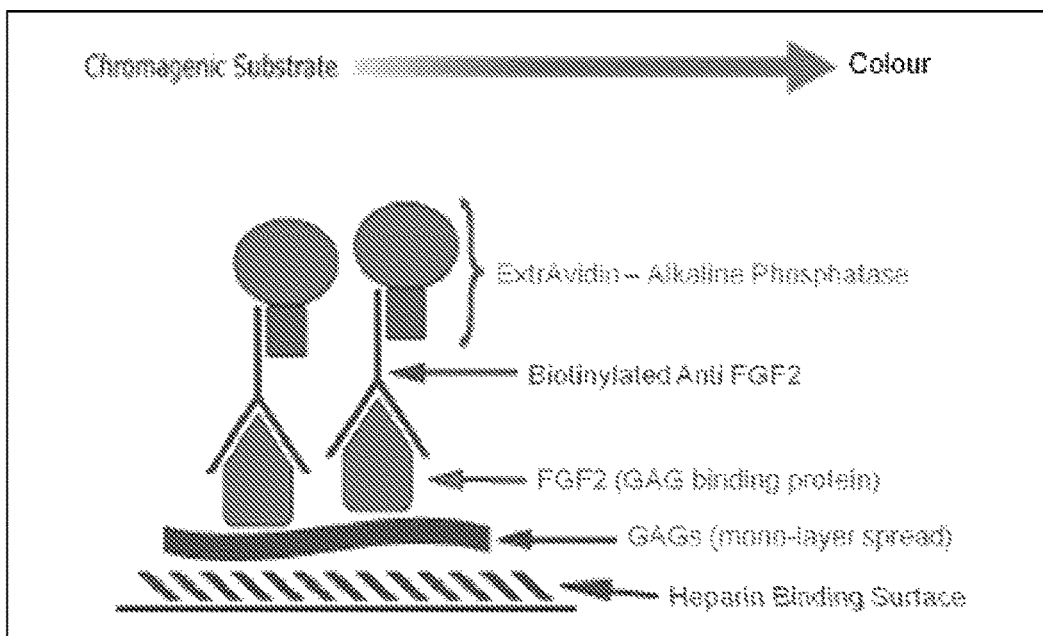 Chromagenic Substrate
Colour
ExtrAvidin – Alkaline Phosphatase
Biotinylated Anti FGF2
FGF2 (GAG binding protein)
GAGs (mono-layer spread)
Heparin Binding Surface